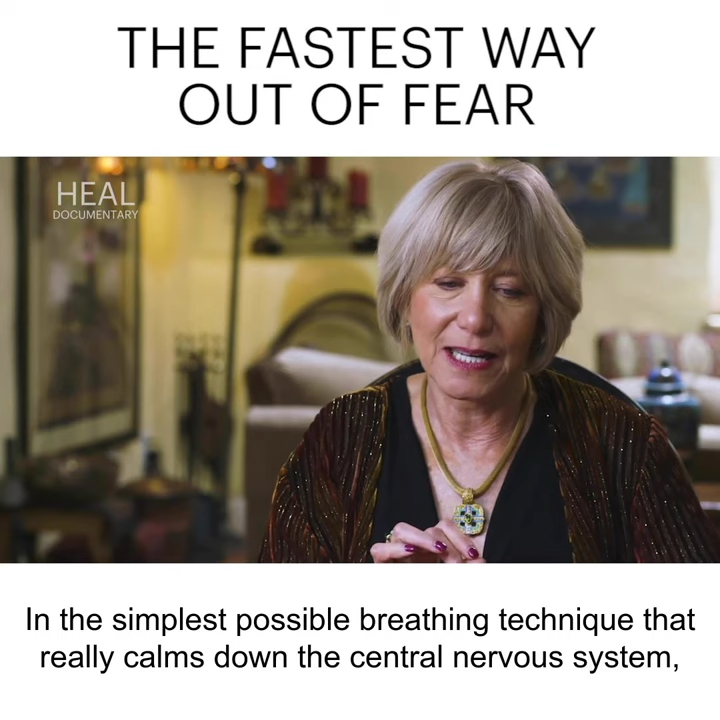 THE FASTEST WAY
OUT OF FEAR
HEAL
DOCUMENTARY
In the simplest possible breathing technique that
really calms down the central nervous system,